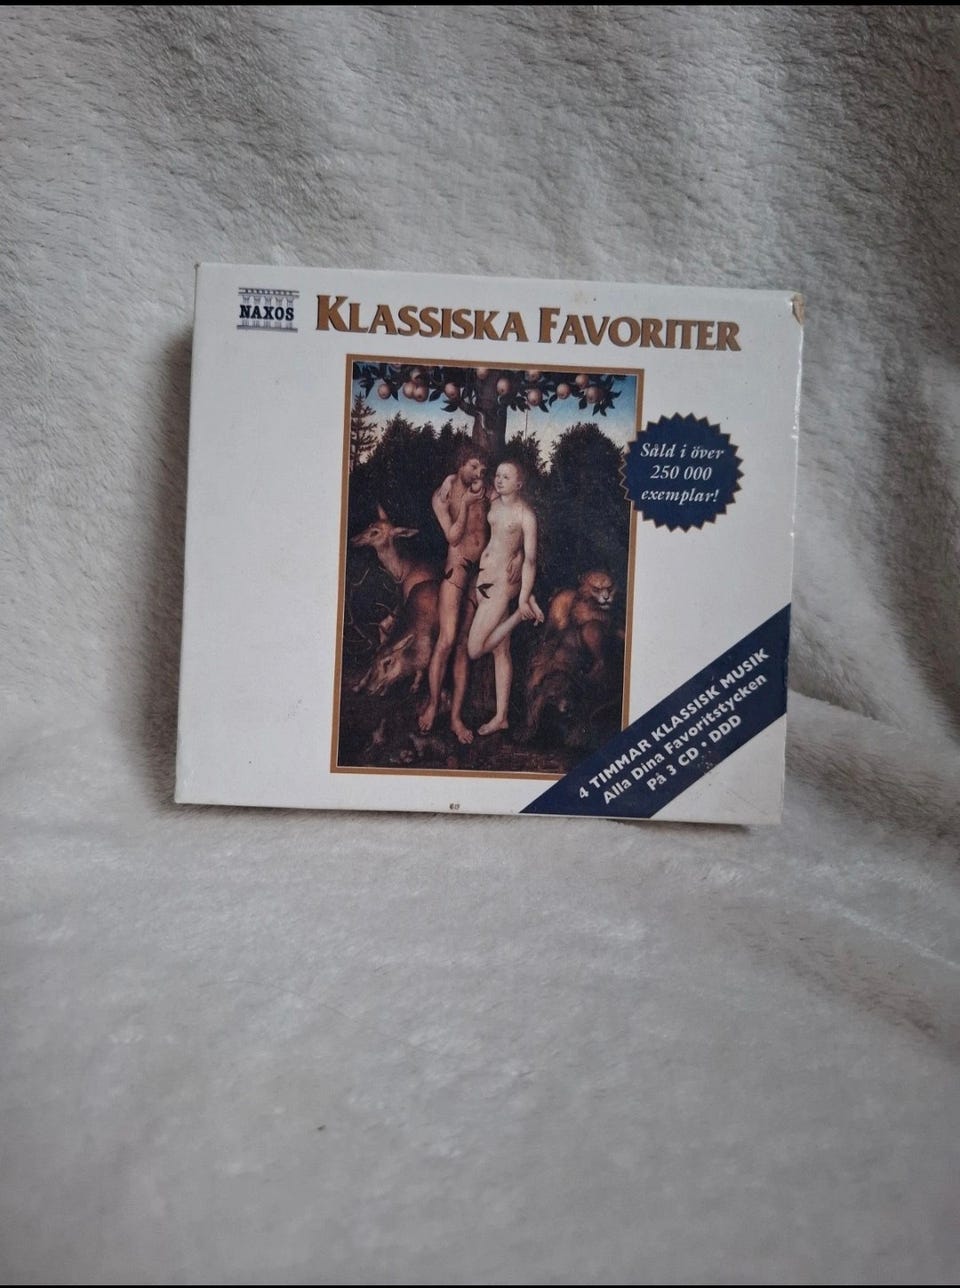 NAXOS
KLASSISKA FAVORITER
Såld i över
250 000
exemplar!
4 TIMMAR KLASSISK MUSIK
Alla Dina Favoritstycken
På 3 CD • DDD